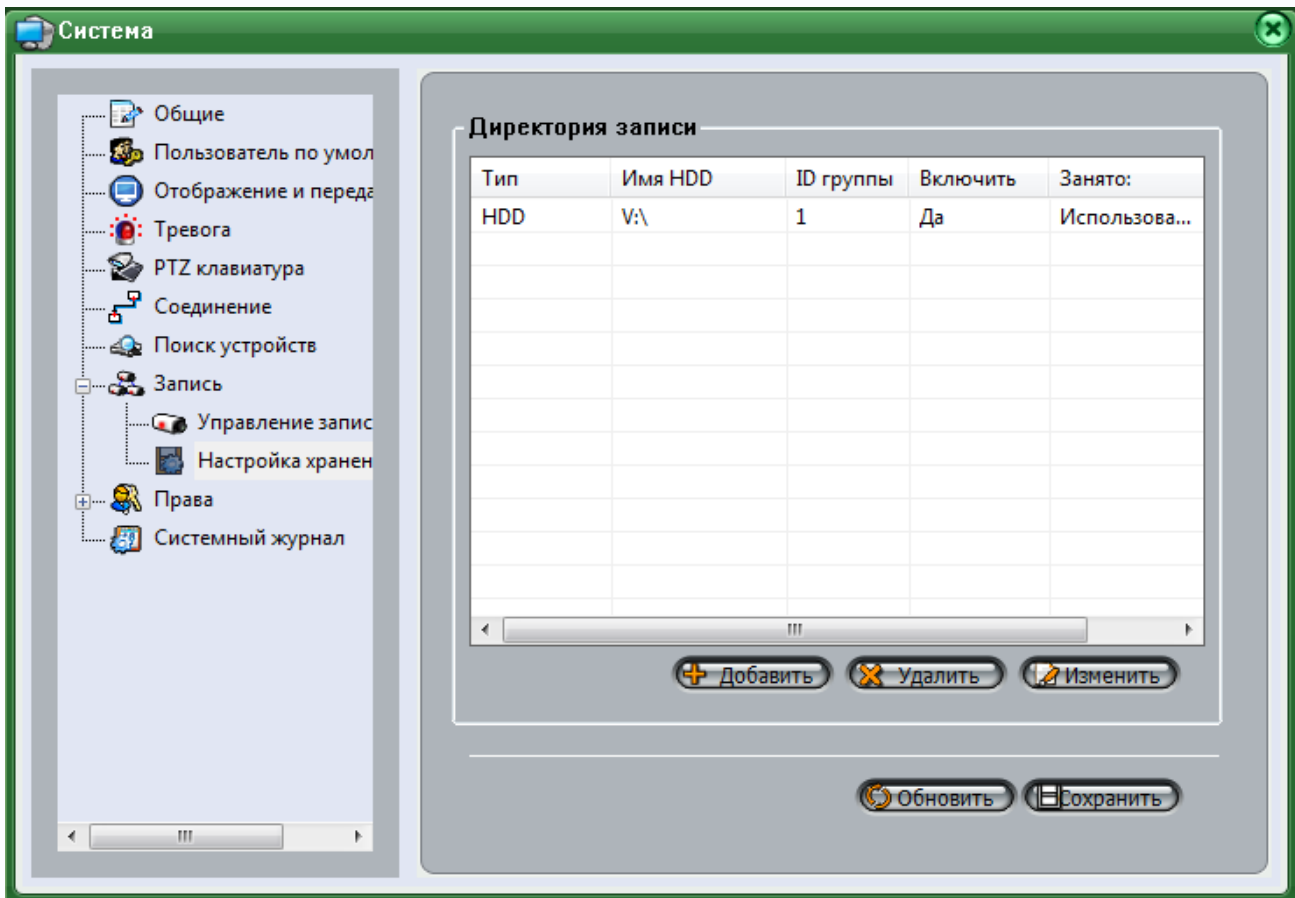 Система
Общие
Пользователь по умол
Отображение и переда
Тревога
PTZ клавиатура
Соединение
Поиск устройств
Запись
Управление запис
Настройка хранен
Права
Системный журнал
Директория записи
Тип Имя HDD ID группы Включить Занято:
HDD V:\ 1 Да Использова...
Добавить Удалить Изменить
Обновить Сохранить